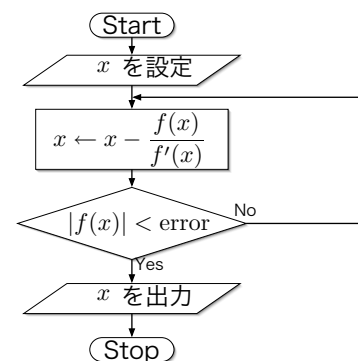 Start
x を設定
x ← x − f(x)/f′(x)
|f(x)| < error
No
Yes
x を出力
Stop